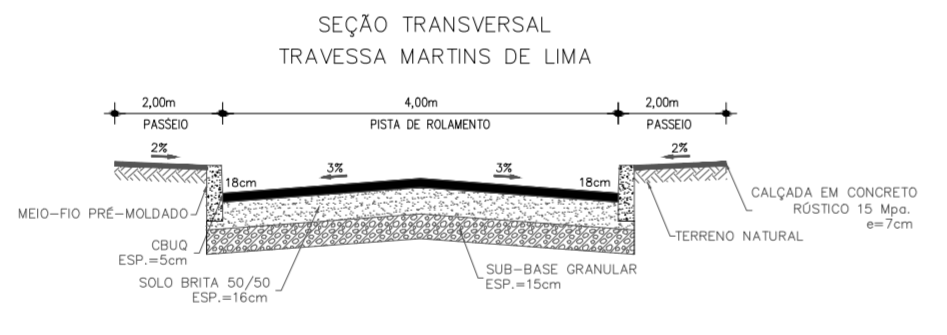 SEÇÃO TRANSVERSAL
TRAVESSA MARTINS DE LIMA
2,00m 4,00m 2,00m
PASSEIO PISTA DE ROLAMENTO PASSEIO
2% 3% 3% 2%
18cm 18cm
MEIO-FIO PRÉ-MOLDADO
CALÇADA EM CONCRETO
RÚSTICO 15 Mpa.
e=7cm
TERRENO NATURAL
CBUQ
ESP.=5cm
SOLO BRITA 50/50
ESP.=16cm
SUB-BASE GRANULAR
ESP.=15cm